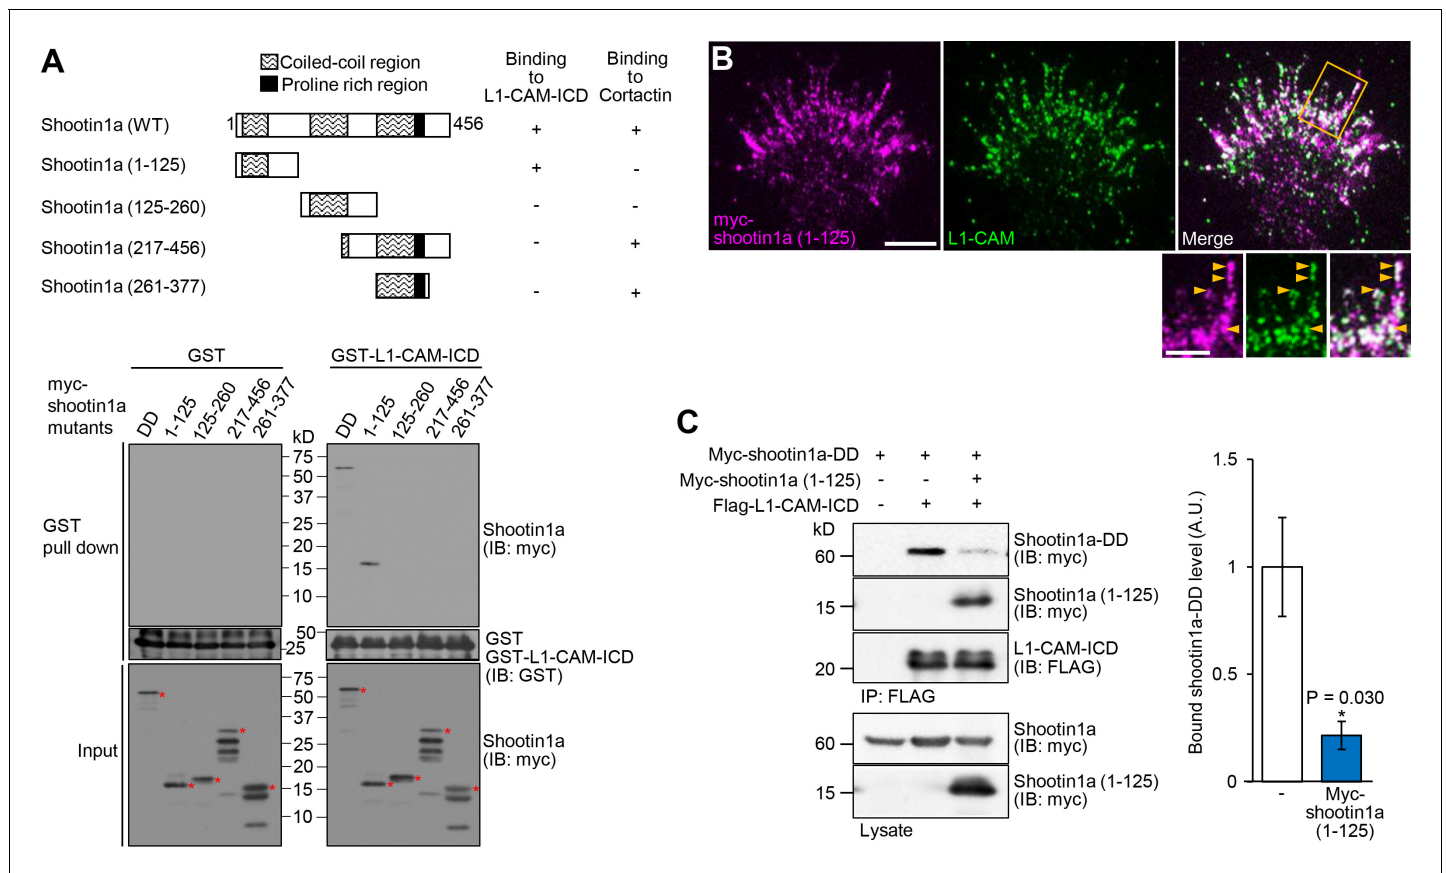 A
Coiled-coil region
Proline rich region
Binding
to
L1-CAM-ICD
Binding
to
Cortactin
Shootin1a (WT) 1 456 + +
Shootin1a (1-125) + -
Shootin1a (125-260) - -
Shootin1a (217-456) - +
Shootin1a (261-377) - +
GST
GST-L1-CAM-ICD
myc-
shootin1a
mutants
DD 1-125 125-260 217-456 261-377
kD
DD 1-125 125-260 217-456 261-377
GST
pull down
75
50
37
25
20
15
10
Shootin1a
(IB: myc)
50
25
GST
GST-L1-CAM-ICD
(IB: GST)
Input
75
50
37
25
20
15
10
Shootin1a
(IB: myc)
* * * * *
* * * * *
B
myc-
shootin1a (1-125)
L1-CAM
Merge
C
Myc-shootin1a-DD + + +
Myc-shootin1a (1-125) - - +
Flag-L1-CAM-ICD - + +
kD
60
Shootin1a-DD
(IB: myc)
15
Shootin1a (1-125)
(IB: myc)
20
L1-CAM-ICD
(IB: FLAG)
IP: FLAG
60
Shootin1a
(IB: myc)
15
Shootin1a (1-125)
(IB: myc)
Lysate
Bound shootin1a-DD level (A.U.)
1.5
1
0.5
0
P = 0.030
*
-
Myc-
shootin1a
(1-125)